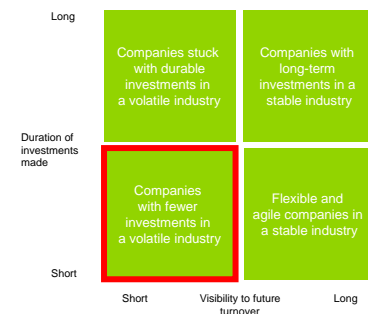 Long
Companies stuck
with durable
investments in
a volatile industry
Companies with
long-term
investments in a
stable industry
Duration of
investments
made
Companies
with fewer
investments in
a volatile industry
Flexible and
agile companies in
a stable industry
Short
Short
Visibility to future
turnover
Long